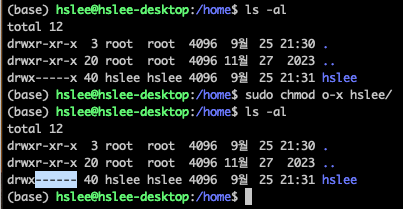 (base) hslee@hslee-desktop:/home$ ls -al
total 12
drwxr-xr-x  3 root  root  4096  9월  25 21:30 .
drwxr-xr-x 20 root  root  4096 11월  27  2023 ..
drwx-----x 40 hslee hslee 4096  9월  25 21:31 hslee
(base) hslee@hslee-desktop:/home$ sudo chmod o-x hslee/
(base) hslee@hslee-desktop:/home$ ls -al
total 12
drwxr-xr-x  3 root  root  4096  9월  25 21:30 .
drwxr-xr-x 20 root  root  4096 11월  27  2023 ..
drwx------ 40 hslee hslee 4096  9월  25 21:31 hslee
(base) hslee@hslee-desktop:/home$